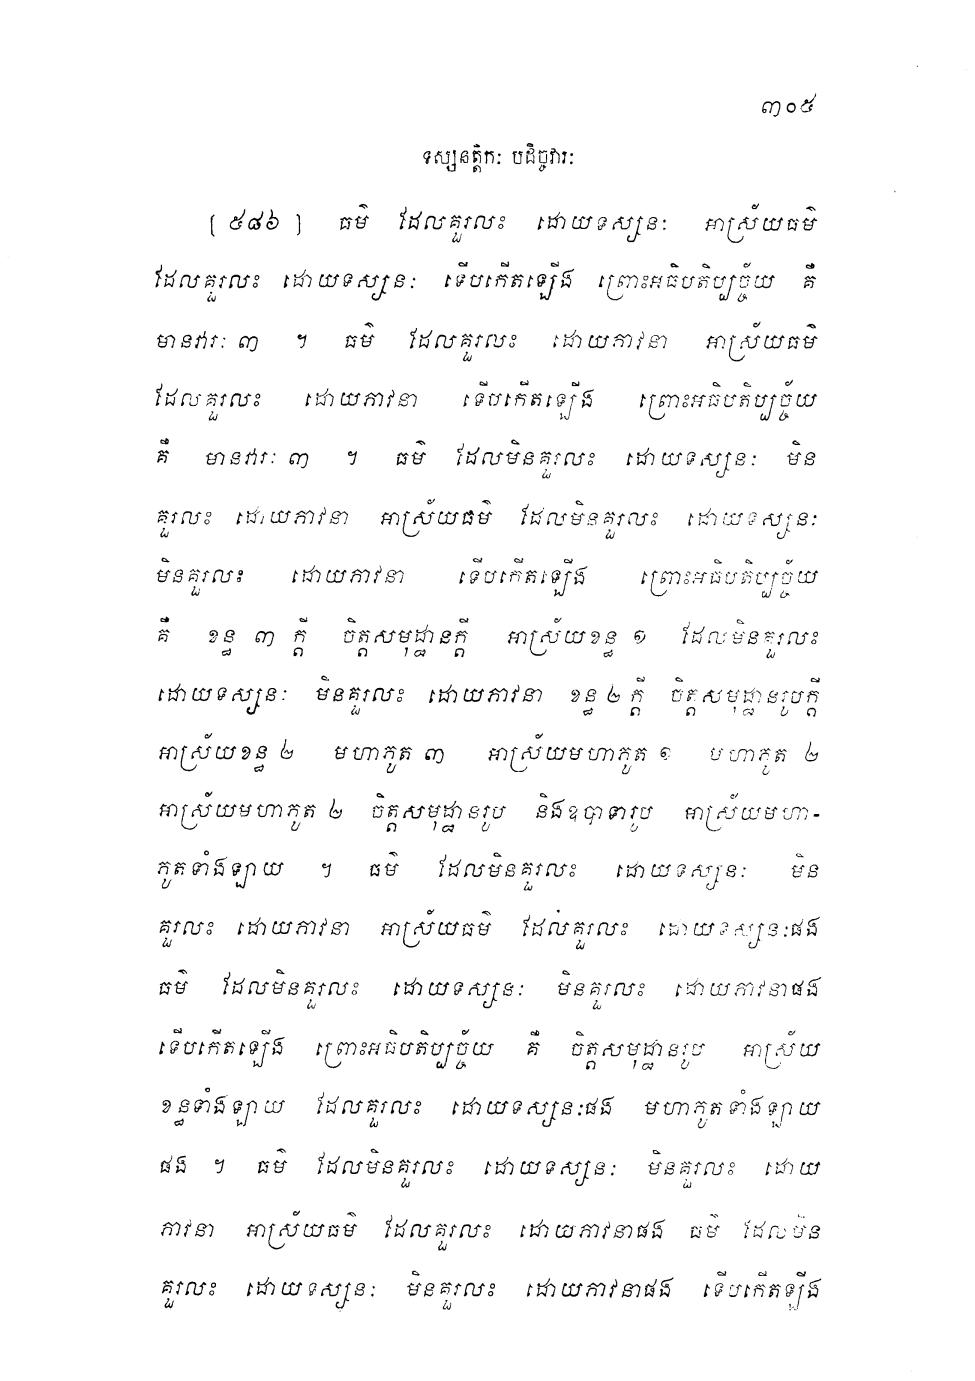 ៣០៥
ទស្សនត្តិកៈ បដិច្ចវារៈ
[ ៥៨៦ ] ធម៌ ដែលគួរលះ ដោយទស្សនៈ អាស្រ័យធម៌
ដែលគួរលះ ដោយទស្សនៈ ទើបកើតឡើង ព្រោះអធិបតិប្បច្ច័យ គឺ
មានវារៈ ៣ ។ ធម៌ ដែលគួរលះ ដោយភាវនា អាស្រ័យធម៌
ដែលគួរលះ ដោយភាវនា ទើបកើតឡើង ព្រោះអធិបតិប្បច្ច័យ
គឺ មានវារៈ ៣ ។ ធម៌ ដែលមិនគួរលះ ដោយទស្សនៈ មិន
គួរលះ ដោយភាវនា អាស្រ័យធម៌ ដែលមិនគួរលះ ដោយទស្សនៈ
មិនគួរលះ ដោយភាវនា ទើបកើតឡើង ព្រោះអធិបតិប្បច្ច័យ
គឺ ខន្ធ ៣ ក្តី ចិត្តសមុដ្ឋានក្តី អាស្រ័យខន្ធ ១ ដែលមិនគួរលះ
ដោយទស្សនៈ មិនគួរលះ ដោយភាវនា ខន្ធ ២ ក្តី ចិត្តសមុដ្ឋានរូបក្តី
អាស្រ័យខន្ធ ២ មហាភូត ៣ អាស្រ័យមហាភូត ១ មហាភូត ២
អាស្រ័យមហាភូត ២ ចិត្តសមុដ្ឋានរូប និងឧបាទារូប អាស្រ័យមហា-
ភូតទាំងឡាយ ។ ធម៌ ដែលមិនគួរលះ ដោយទស្សនៈ មិន
គួរលះ ដោយភាវនា អាស្រ័យធម៌ ដែលគួរលះ ដោយទស្សនៈផង
ធម៌ ដែលមិនគួរលះ ដោយទស្សនៈ មិនគួរលះ ដោយភាវនាផង
ទើបកើតឡើង ព្រោះអធិបតិប្បច្ច័យ គឺ ចិត្តសមុដ្ឋានរូប អាស្រ័យ
ខន្ធទាំងឡាយ ដែលគួរលះ ដោយទស្សនៈផង មហាភូតទាំងឡាយ
ផង ។ ធម៌ ដែលមិនគួរលះ ដោយទស្សនៈ មិនគួរលះ ដោយ
ភាវនា អាស្រ័យធម៌ ដែលគួរលះ ដោយភាវនាផង ធម៌ ដែលមិន
គួរលះ ដោយទស្សនៈ មិនគួរលះ ដោយភាវនាផង ទើបកើតឡើង